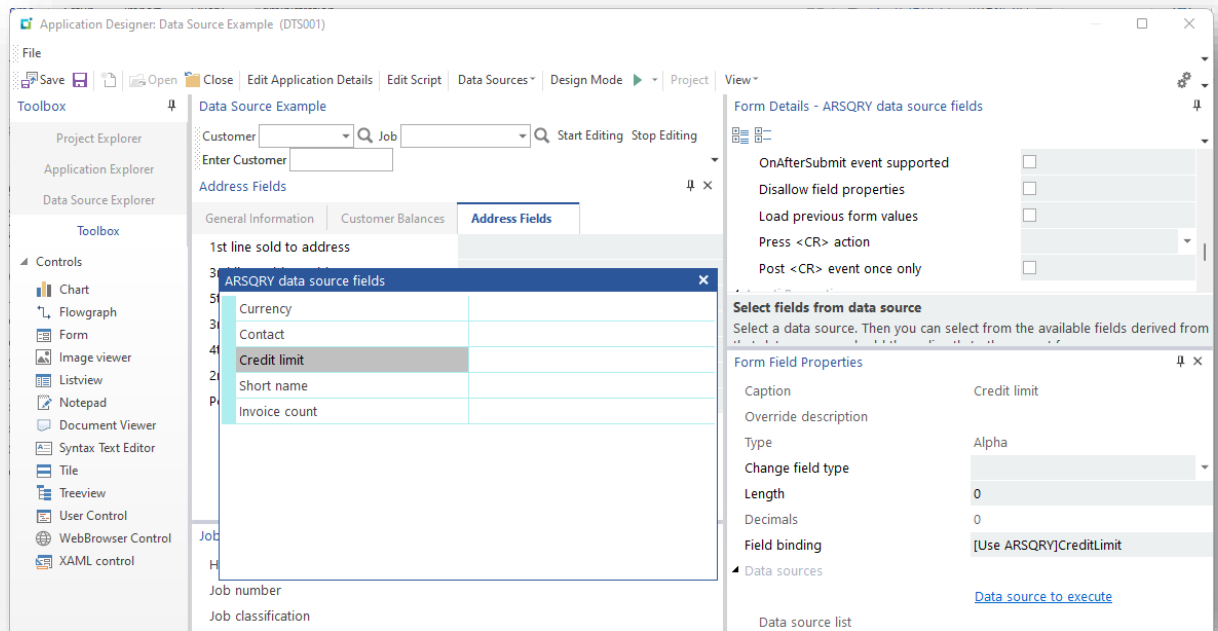 Application Designer: Data Source Example (DTS001)
File
Save Open Close Edit Application Details Edit Script Data Sources Design Mode Project View
Toolbox
Project Explorer
Application Explorer
Data Source Explorer
Toolbox
Controls
Chart
Flowgraph
Form
Image viewer
Listview
Notepad
Document Viewer
Syntax Text Editor
Tile
Treeview
User Control
WebBrowser Control
XAML control
Data Source Example
Customer Job Start Editing Stop Editing
Enter Customer
Address Fields
General Information Customer Balances Address Fields
1st line sold to address
ARSQRY data source fields
Currency
Contact
Credit limit
Short name
Invoice count
Job
Job number
Job classification
Form Details - ARSQRY data source fields
OnAfterSubmit event supported
Disallow field properties
Load previous form values
Press <CR> action
Post <CR> event once only
Select fields from data source
Select a data source. Then you can select from the available fields derived from
Form Field Properties
Caption Credit limit
Override description
Type Alpha
Change field type
Length 0
Decimals 0
Field binding [Use ARSQRY]CreditLimit
Data sources
Data source to execute
Data source list